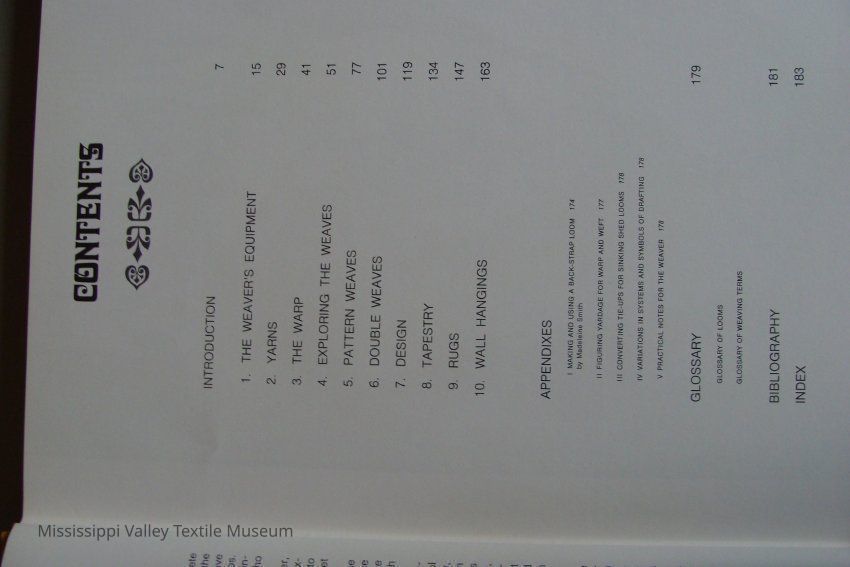 CONTENTS
INTRODUCTION 7
1. THE WEAVER'S EQUIPMENT 15
2. YARNS 29
3. THE WARP 41
4. EXPLORING THE WEAVES 51
5. PATTERN WEAVES 77
6. DOUBLE WEAVES 101
7. DESIGN 119
8. TAPESTRY 134
9. RUGS 147
10. WALL HANGINGS 163
APPENDIXES
I MAKING AND USING A BACK-STRAP LOOM 174
by Madeleine Smith
II FIGURING YARDAGE FOR WARP AND WEFT 177
III CONVERTING TIE-UPS FOR SINKING SHED LOOMS 178
IV VARIATIONS IN SYSTEMS AND SYMBOLS OF DRAFTING 178
V PRACTICAL NOTES FOR THE WEAVER 178
GLOSSARY 179
GLOSSARY OF LOOMS
GLOSSARY OF WEAVING TERMS
BIBLIOGRAPHY 181
INDEX 183
Mississippi Valley Textile Museum